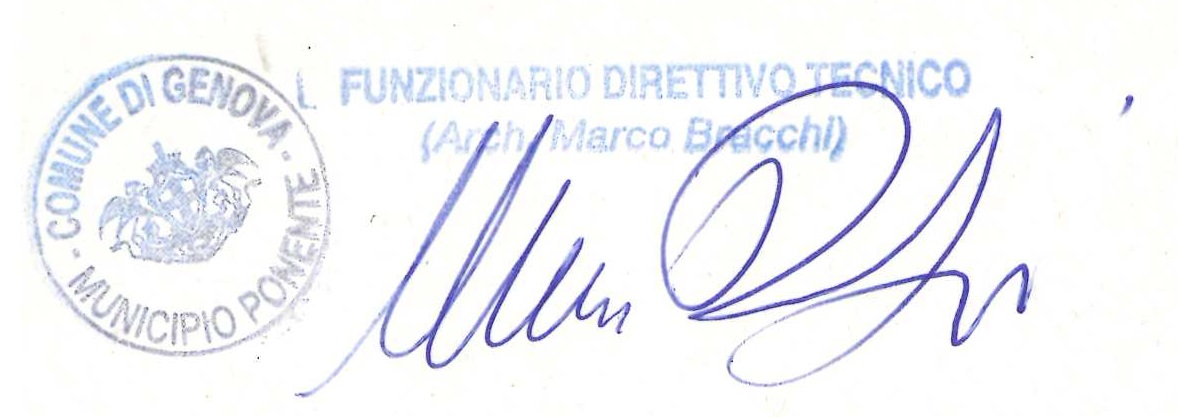 COMUNE DI GENOVA -
- MUNICIPIO PONENTE
L FUNZIONARIO DIRETTIVO TECNICO
(Arch. Marco Bracchi)